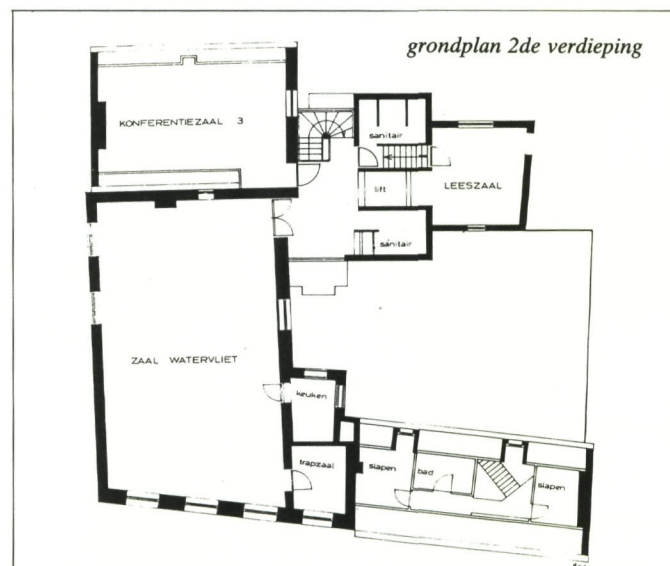 grondplan 2de verdieping
KONFERENTIEZAAL 3
sanitair
lift
LEESZAAL
sanitair
ZAAL WATERVLIET
keuken
trapzaal
slapen
bad
slapen